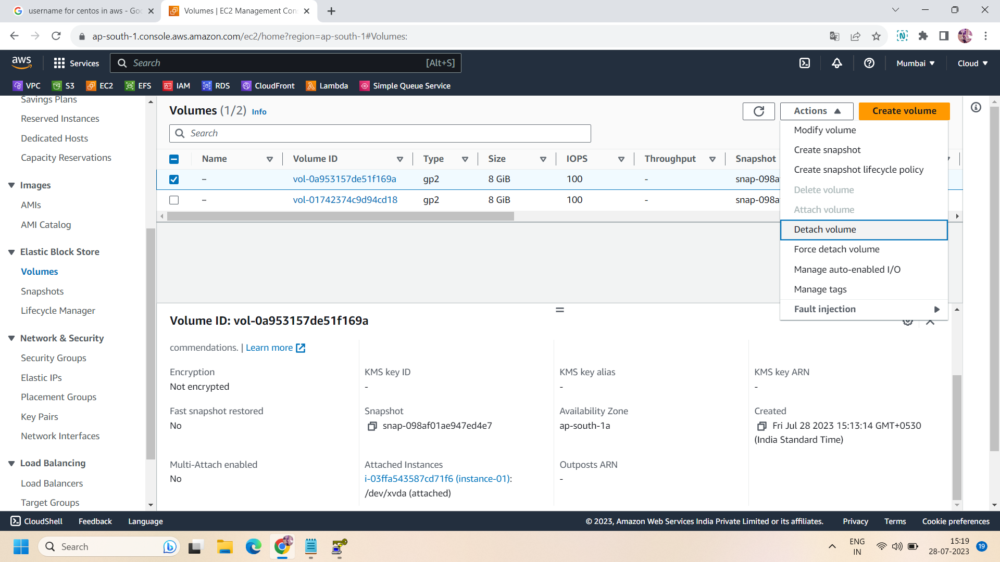 username for centos in aws - Goo
Volumes | EC2 Management Con
ap-south-1.console.aws.amazon.com/ec2/home?region=ap-south-1#Volumes:
aws
Services
Search
[Alt+S]
Mumbai
Cloud
VPC
S3
EC2
EFS
IAM
RDS
CloudFront
Lambda
Simple Queue Service
Savings Plans
Reserved Instances
Dedicated Hosts
Capacity Reservations
Images
AMIs
AMI Catalog
Elastic Block Store
Volumes
Snapshots
Lifecycle Manager
Network & Security
Security Groups
Elastic IPs
Placement Groups
Key Pairs
Network Interfaces
Load Balancing
Load Balancers
Target Groups
Volumes (1/2) Info
Actions
Create volume
Search
Name Volume ID Type Size IOPS Throughput Snapshot
– vol-0a953157de51f169a gp2 8 GiB 100 - snap-098a
– vol-01742374c9d94cd18 gp2 8 GiB 100 - snap-098a
Modify volume
Create snapshot
Create snapshot lifecycle policy
Delete volume
Attach volume
Detach volume
Force detach volume
Manage auto-enabled I/O
Manage tags
Fault injection
Volume ID: vol-0a953157de51f169a
commendations. | Learn more
Encryption
Not encrypted
KMS key ID
-
KMS key alias
-
KMS key ARN
-
Fast snapshot restored
No
Snapshot
snap-098af01ae947ed4e7
Availability Zone
ap-south-1a
Created
Fri Jul 28 2023 15:13:14 GMT+0530
(India Standard Time)
Multi-Attach enabled
No
Attached Instances
i-03ffa543587cd71f6 (instance-01):
/dev/xvda (attached)
Outposts ARN
-
CloudShell
Feedback
Language
© 2023, Amazon Web Services India Private Limited or its affiliates.
Privacy
Terms
Cookie preferences
Search
ENG
IN
15:19
28-07-2023
19